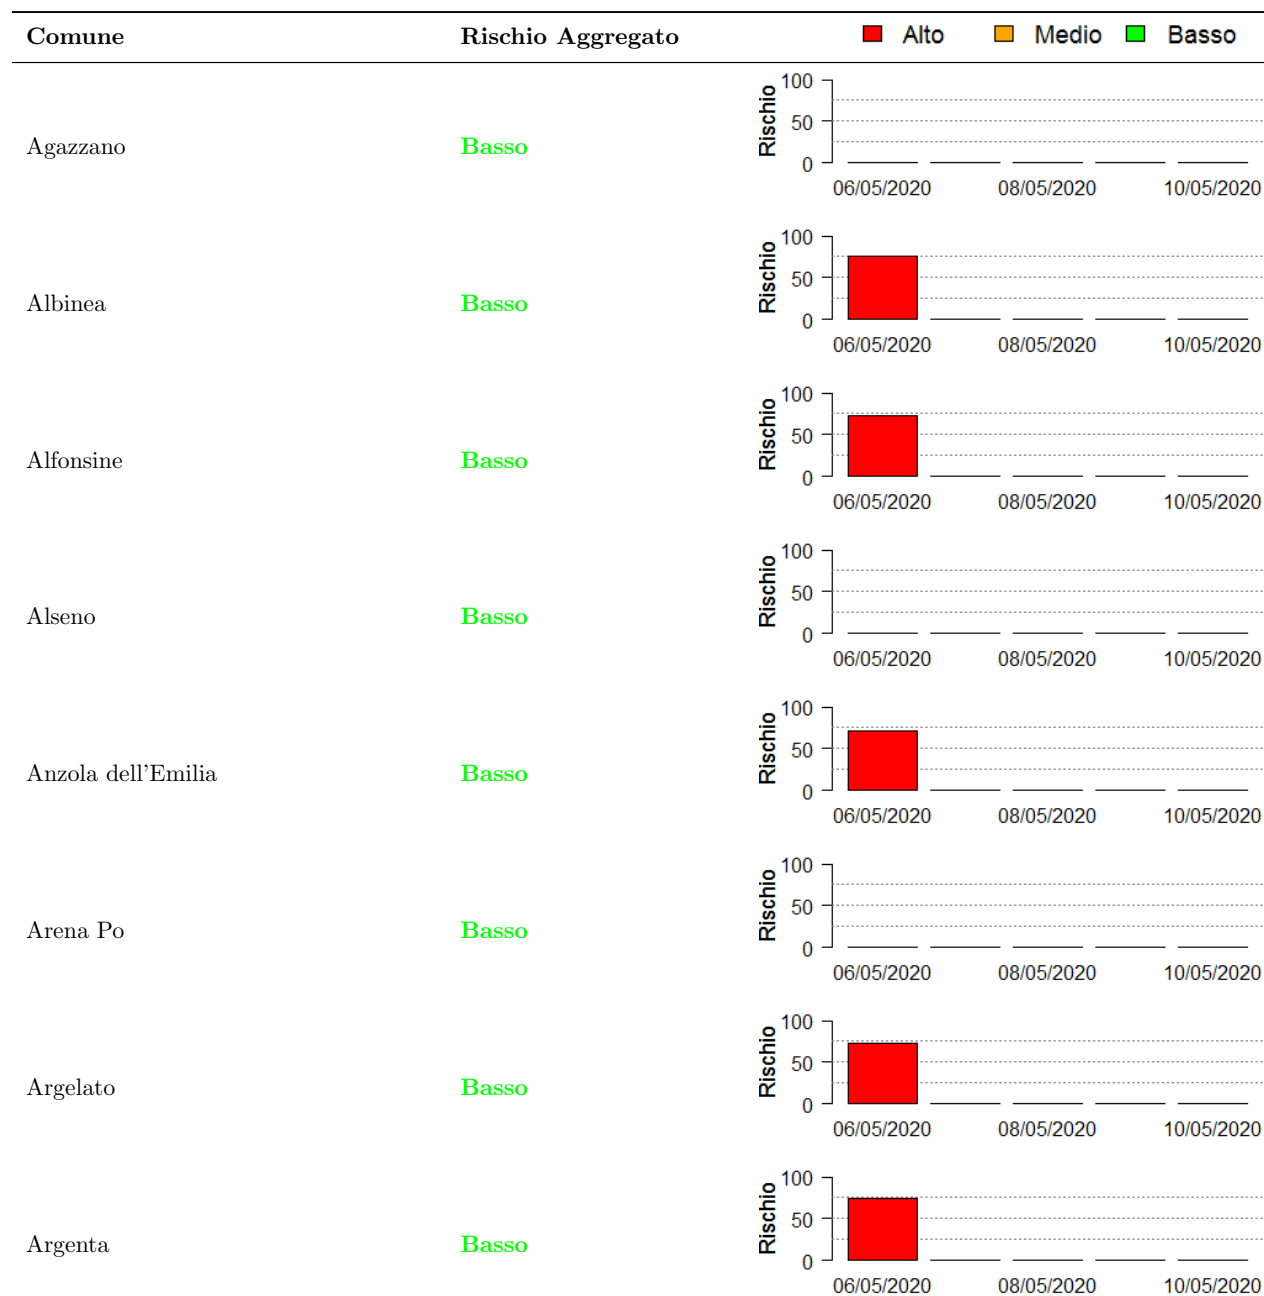 Comune Rischio Aggregato Alto Medio Basso
100
50
0
Rischio
Agazzano Basso
06/05/2020 08/05/2020 10/05/2020
100
50
0
Rischio
Albinea Basso
06/05/2020 08/05/2020 10/05/2020
100
50
0
Rischio
Alfonsine Basso
06/05/2020 08/05/2020 10/05/2020
100
50
0
Rischio
Alseno Basso
06/05/2020 08/05/2020 10/05/2020
100
50
0
Rischio
Anzola dell'Emilia Basso
06/05/2020 08/05/2020 10/05/2020
100
50
0
Rischio
Arena Po Basso
06/05/2020 08/05/2020 10/05/2020
100
50
0
Rischio
Argelato Basso
06/05/2020 08/05/2020 10/05/2020
100
50
0
Rischio
Argenta Basso
06/05/2020 08/05/2020 10/05/2020